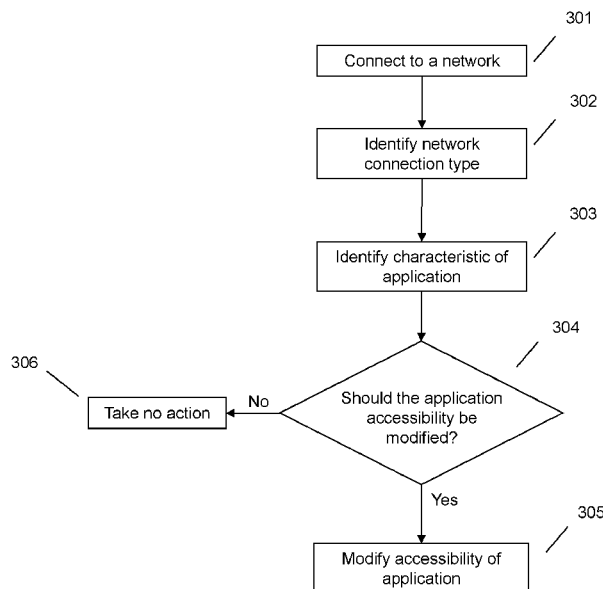 301
Connect to a network
302
Identify network
connection type
303
Identify characteristic of
application
304
306
Should the application
accessibility be
modified?
No
Take no action
Yes
305
Modify accessibility of
application